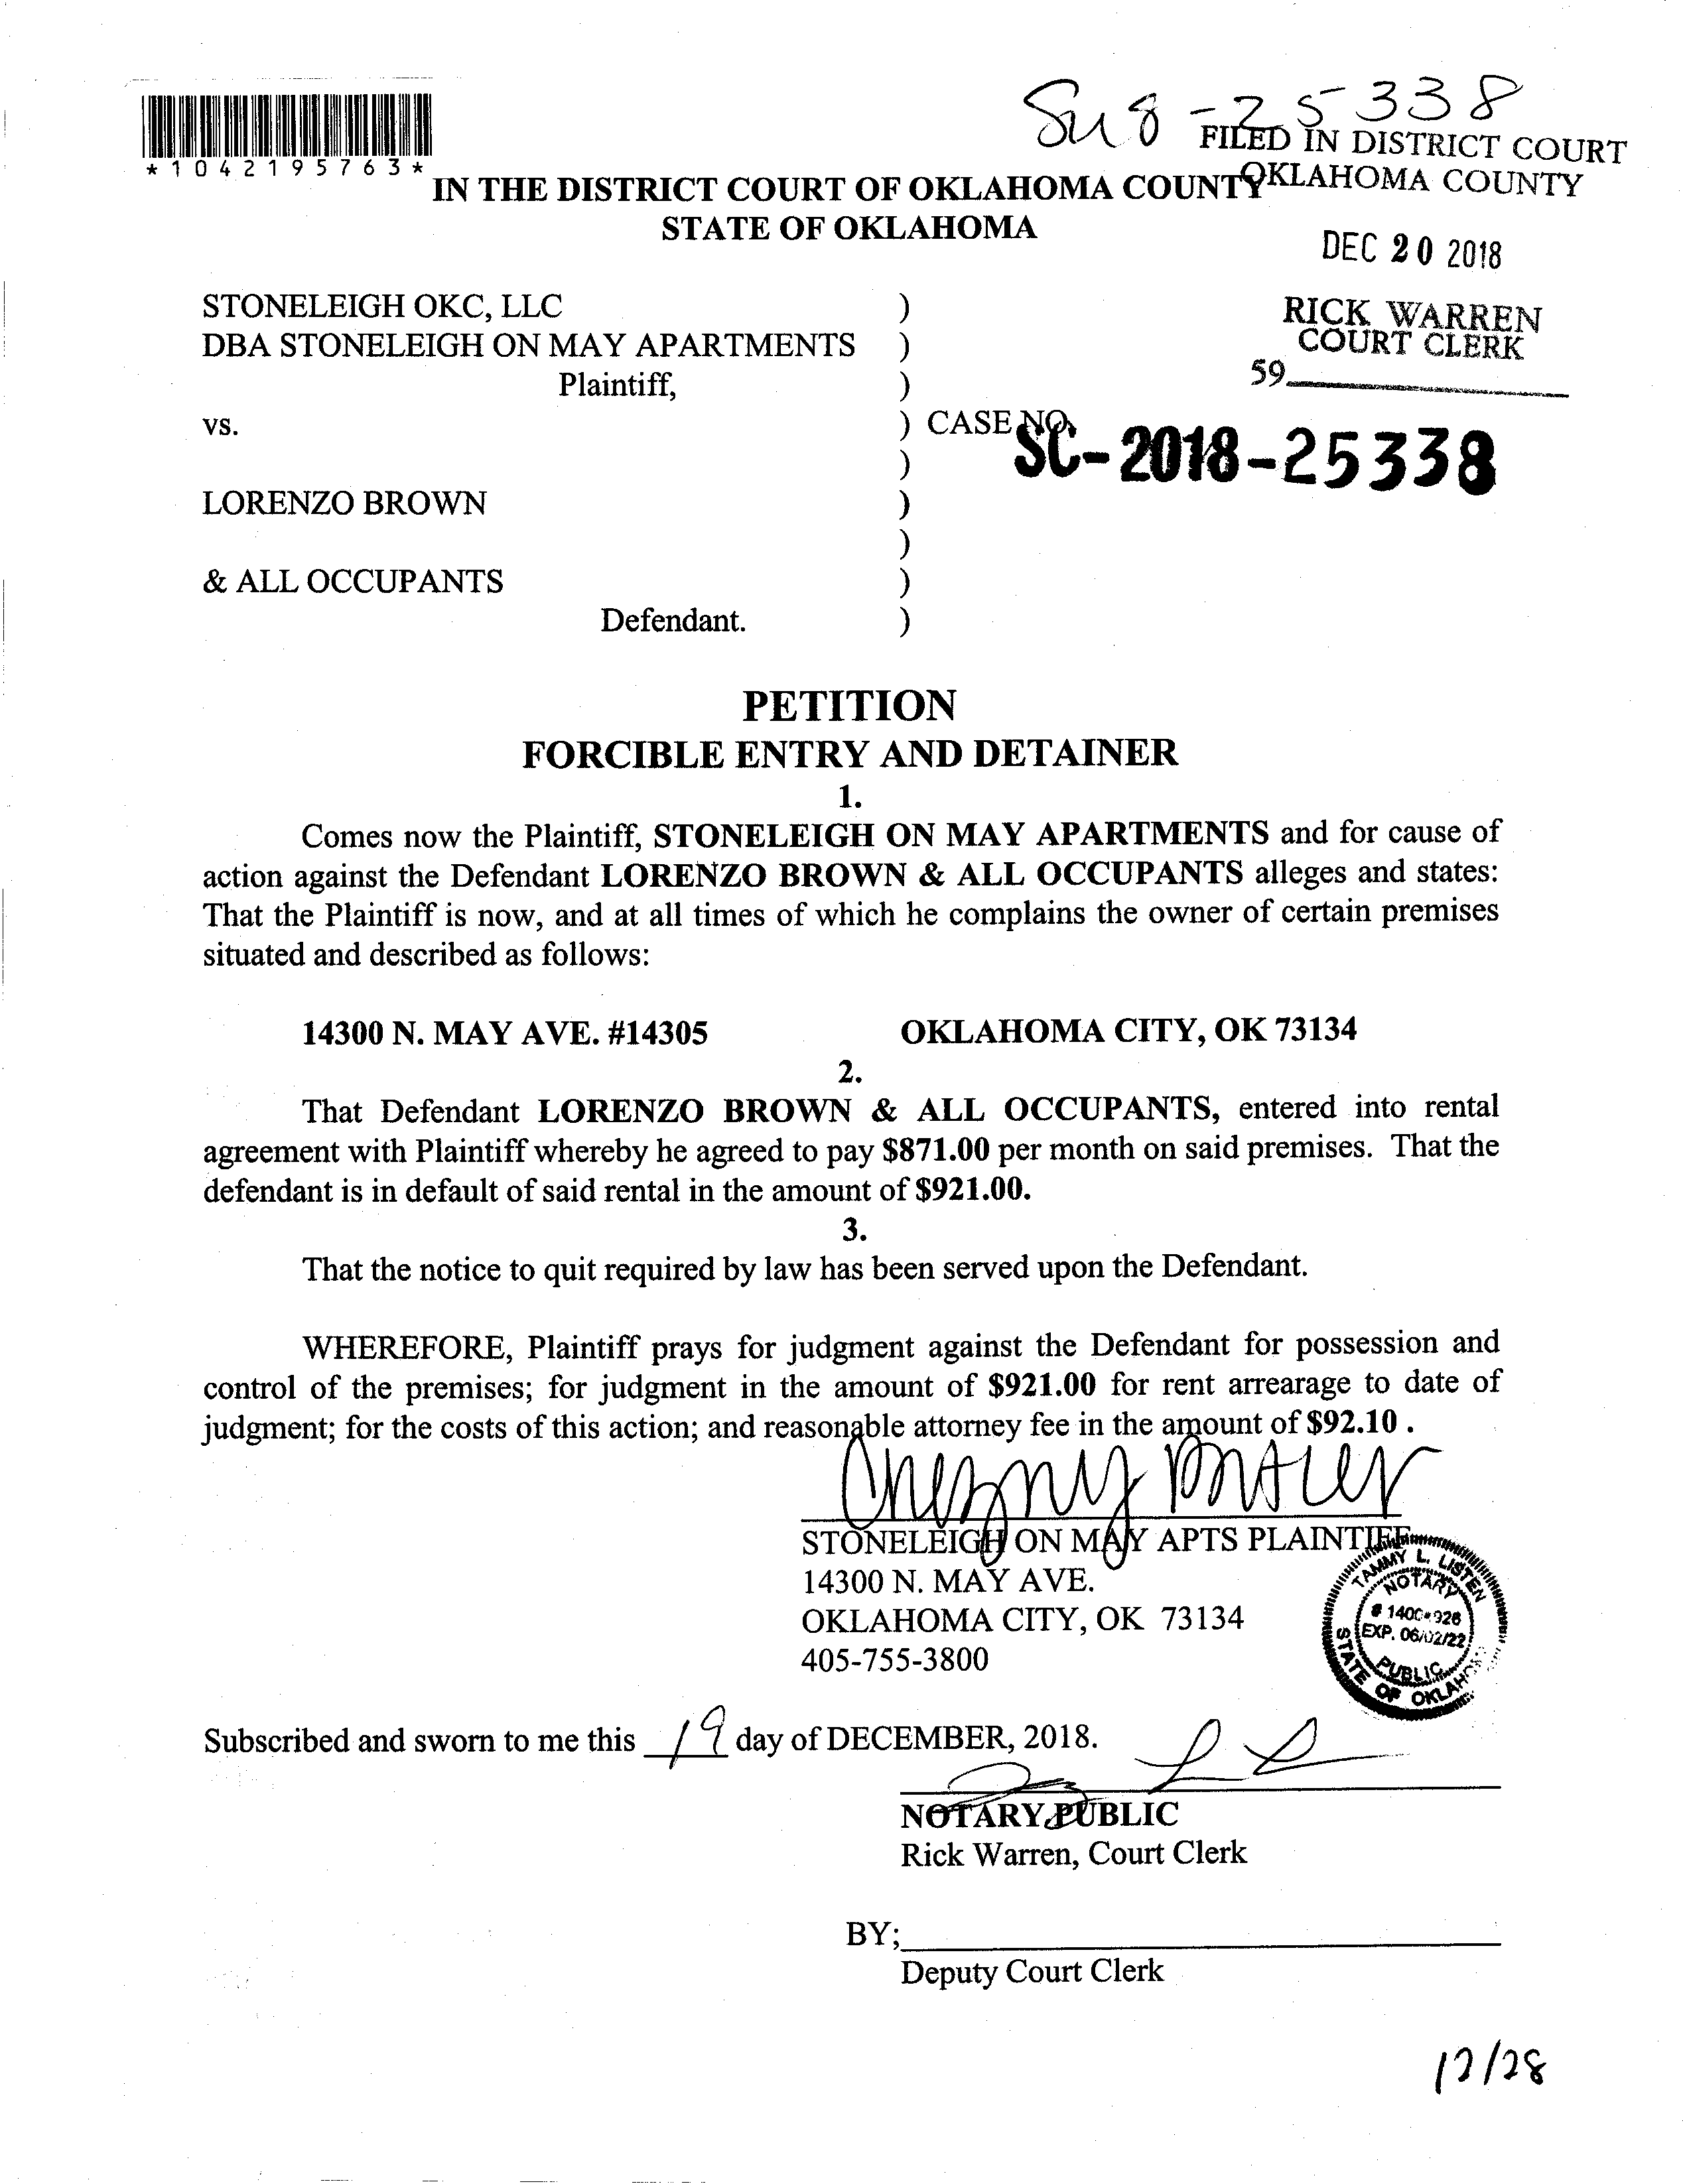 SC18-25338
*1042195763*
FILED IN DISTRICT COURT
OKLAHOMA COUNTY
IN THE DISTRICT COURT OF OKLAHOMA COUNTY
STATE OF OKLAHOMA
DEC 20 2018
STONELEIGH OKC, LLC )
RICK WARREN
DBA STONELEIGH ON MAY APARTMENTS )
COURT CLERK
Plaintiff, )
59
vs. ) CASE NO.
) SC-2018-25338
LORENZO BROWN )
)
& ALL OCCUPANTS )
Defendant. )
PETITION
FORCIBLE ENTRY AND DETAINER
1.
Comes now the Plaintiff, STONELEIGH ON MAY APARTMENTS and for cause of
action against the Defendant LORENZO BROWN & ALL OCCUPANTS alleges and states:
That the Plaintiff is now, and at all times of which he complains the owner of certain premises
situated and described as follows:
14300 N. MAY AVE. #14305 OKLAHOMA CITY, OK 73134
2.
That Defendant LORENZO BROWN & ALL OCCUPANTS, entered into rental
agreement with Plaintiff whereby he agreed to pay $871.00 per month on said premises. That the
defendant is in default of said rental in the amount of $921.00.
3.
That the notice to quit required by law has been served upon the Defendant.
WHEREFORE, Plaintiff prays for judgment against the Defendant for possession and
control of the premises; for judgment in the amount of $921.00 for rent arrearage to date of
judgment; for the costs of this action; and reasonable attorney fee in the amount of $92.10 .
STONELEIGH ON MAY APTS PLAINTIFF
14300 N. MAY AVE.
OKLAHOMA CITY, OK 73134
405-755-3800
TAMMY L. LISTEN
NOTARY
EXP. 06/02/22
PUBLIC
STATE OF OKLAHOMA
Subscribed and sworn to me this 19 day of DECEMBER, 2018.
NOTARY PUBLIC
Rick Warren, Court Clerk
BY;
Deputy Court Clerk
12/28